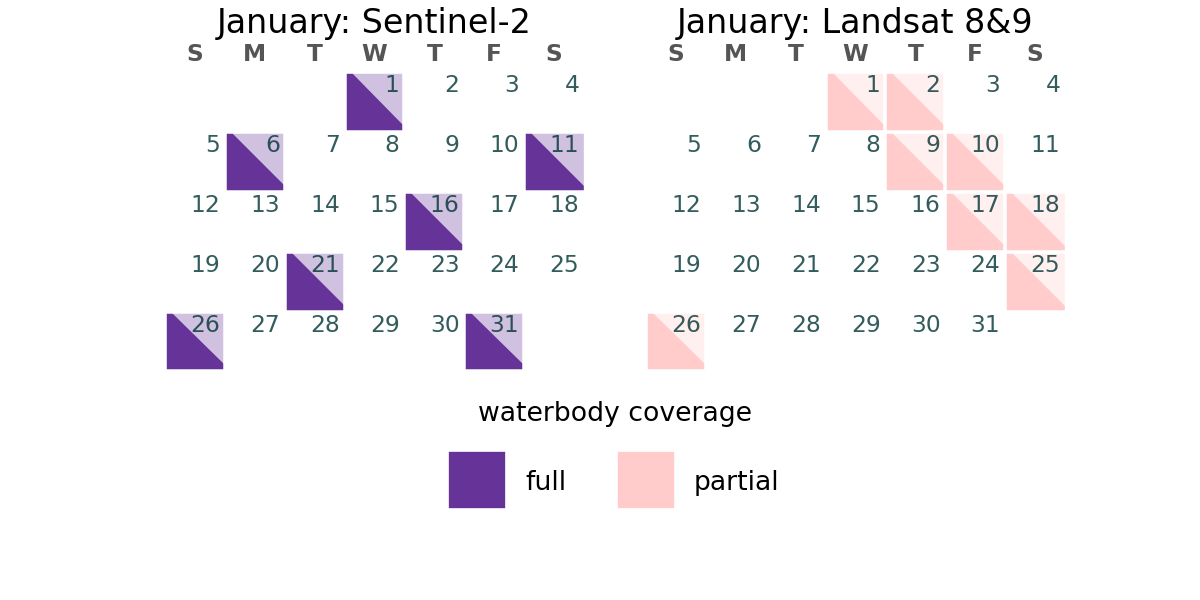 January: Sentinel-2
S M T W T F S
1 2 3 4
5 6 7 8 9 10 11
12 13 14 15 16 17 18
19 20 21 22 23 24 25
26 27 28 29 30 31
January: Landsat 8&9
S M T W T F S
1 2 3 4
5 6 7 8 9 10 11
12 13 14 15 16 17 18
19 20 21 22 23 24 25
26 27 28 29 30 31
waterbody coverage
full
partial